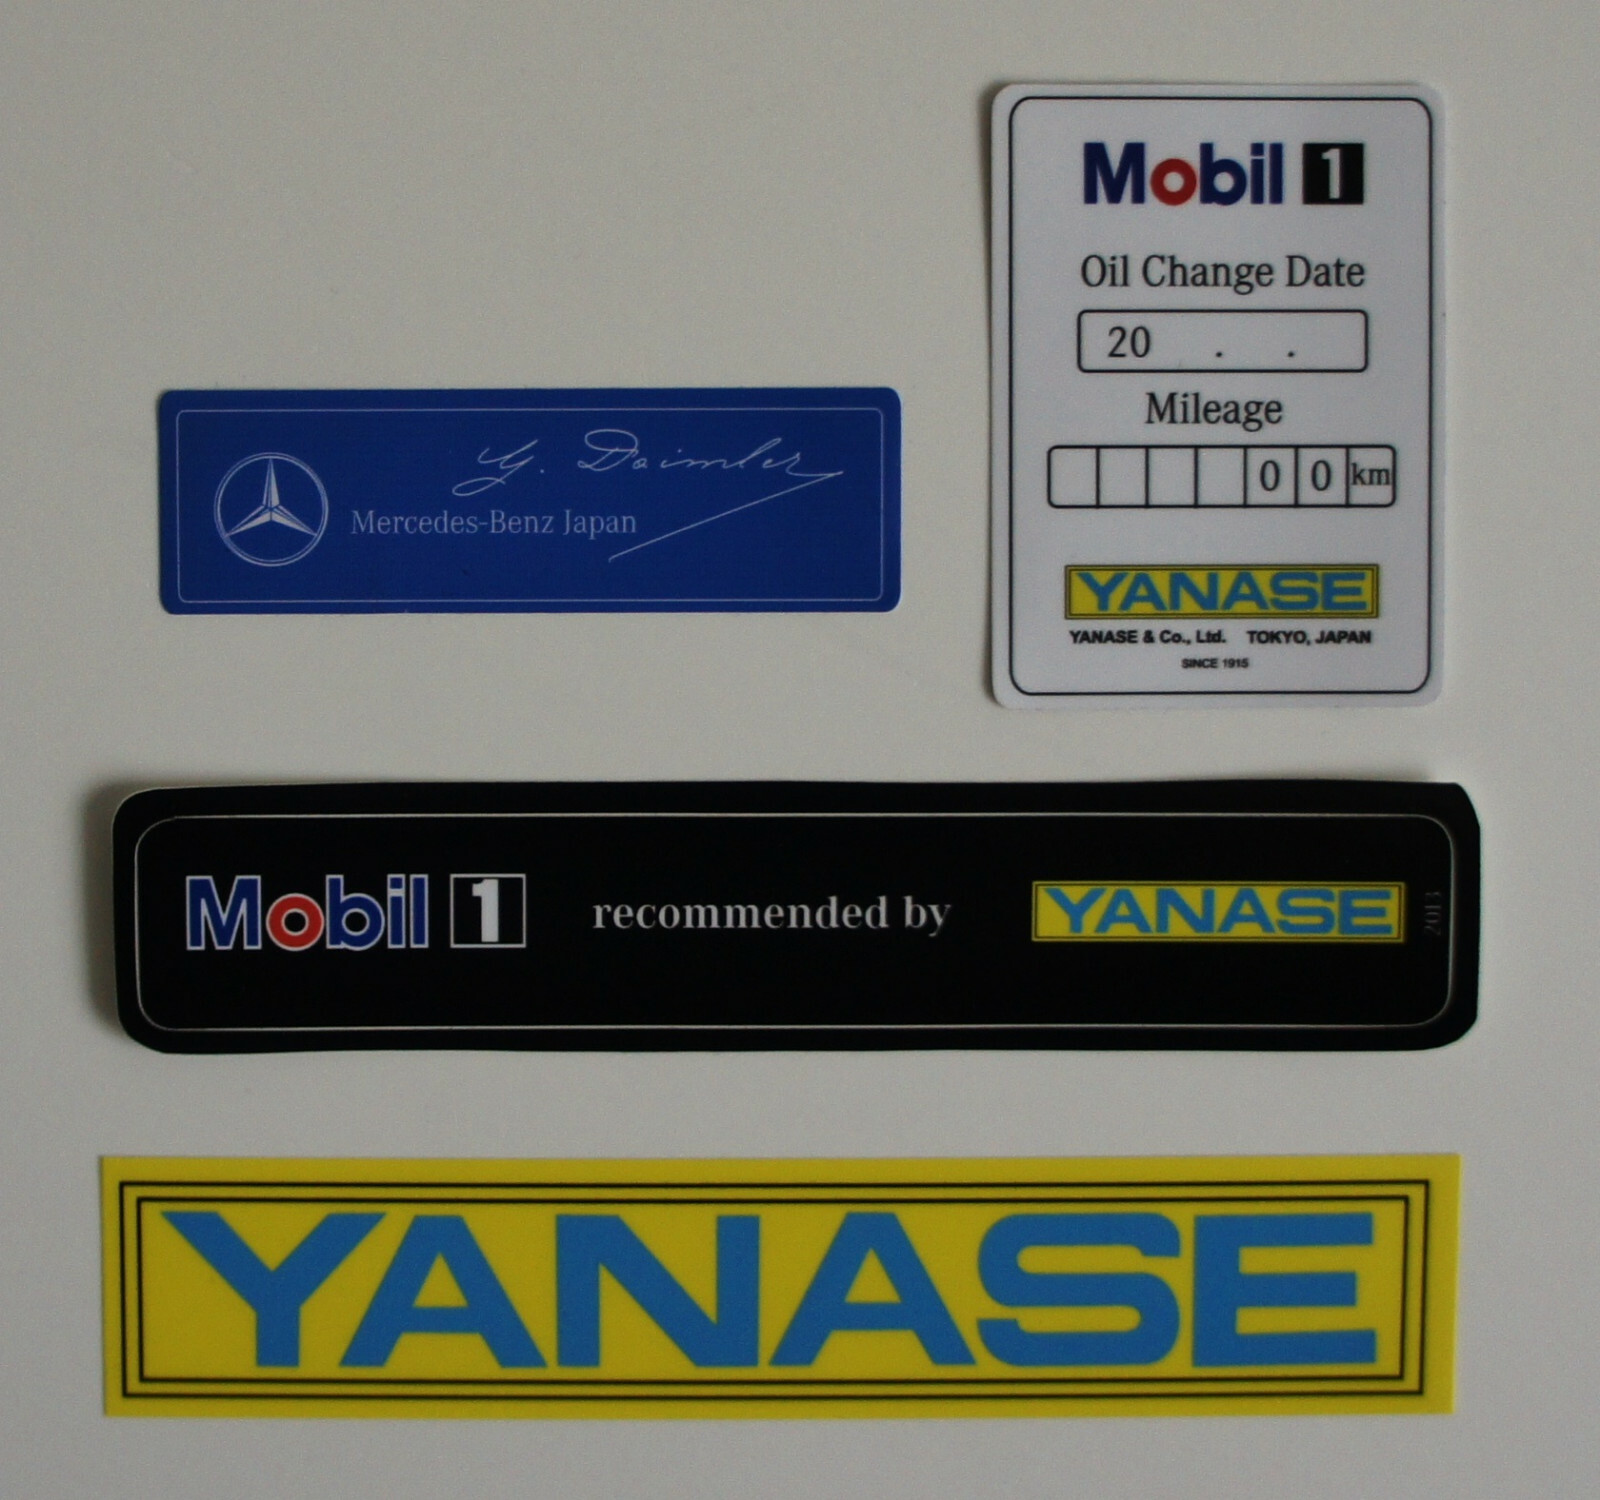 Mobil 1
Oil Change Date
20 . .
Mileage
0 0 km
YANASE
YANASE & Co., Ltd. TOKYO, JAPAN
SINCE 1915
G. Daimler
Mercedes-Benz Japan
Mobil 1 recommended by YANASE
2013
YANASE